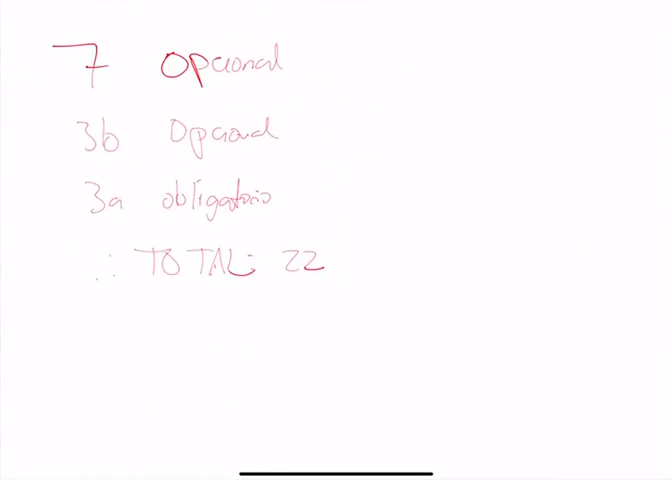 7 Opcional
3b Opcional
3a obligatorio
∴ TOTAL: 22